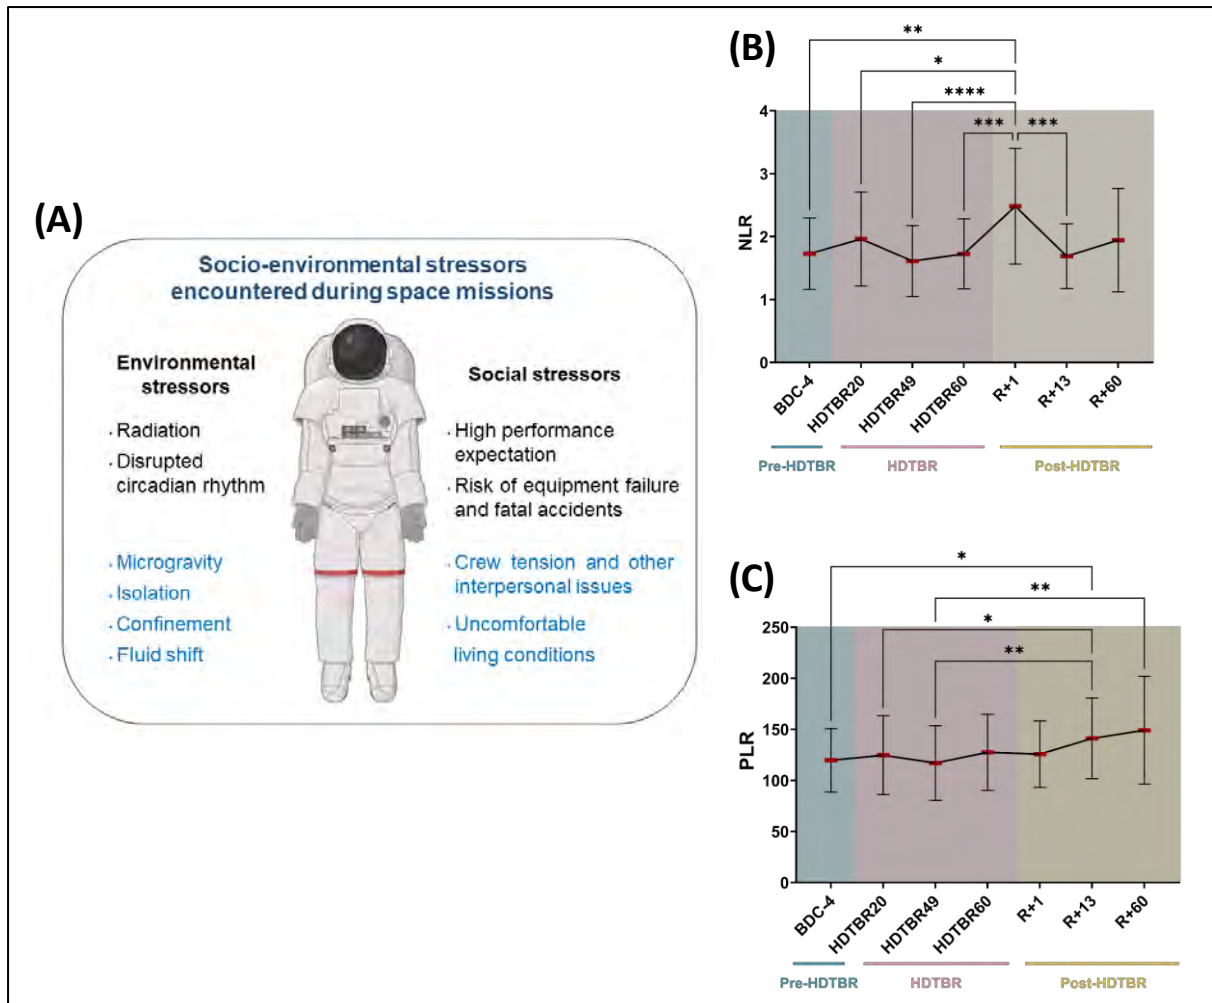 (A)
Socio-environmental stressors
encountered during space missions
Environmental
stressors
· Radiation
· Disrupted
circadian rhythm
· Microgravity
· Isolation
· Confinement
· Fluid shift
Social stressors
· High performance
expectation
· Risk of equipment failure
and fatal accidents
· Crew tension and other
interpersonal issues
· Uncomfortable
living conditions
(B)
**
*
****
*** ***
4
3
2
1
0
NLR
BDC-4
HDTBR20
HDTBR49
HDTBR60
R+1
R+13
R+60
Pre-HDTBR HDTBR Post-HDTBR
(C)
*
**
*
**
250
200
150
100
50
0
PLR
BDC-4
HDTBR20
HDTBR49
HDTBR60
R+1
R+13
R+60
Pre-HDTBR HDTBR Post-HDTBR